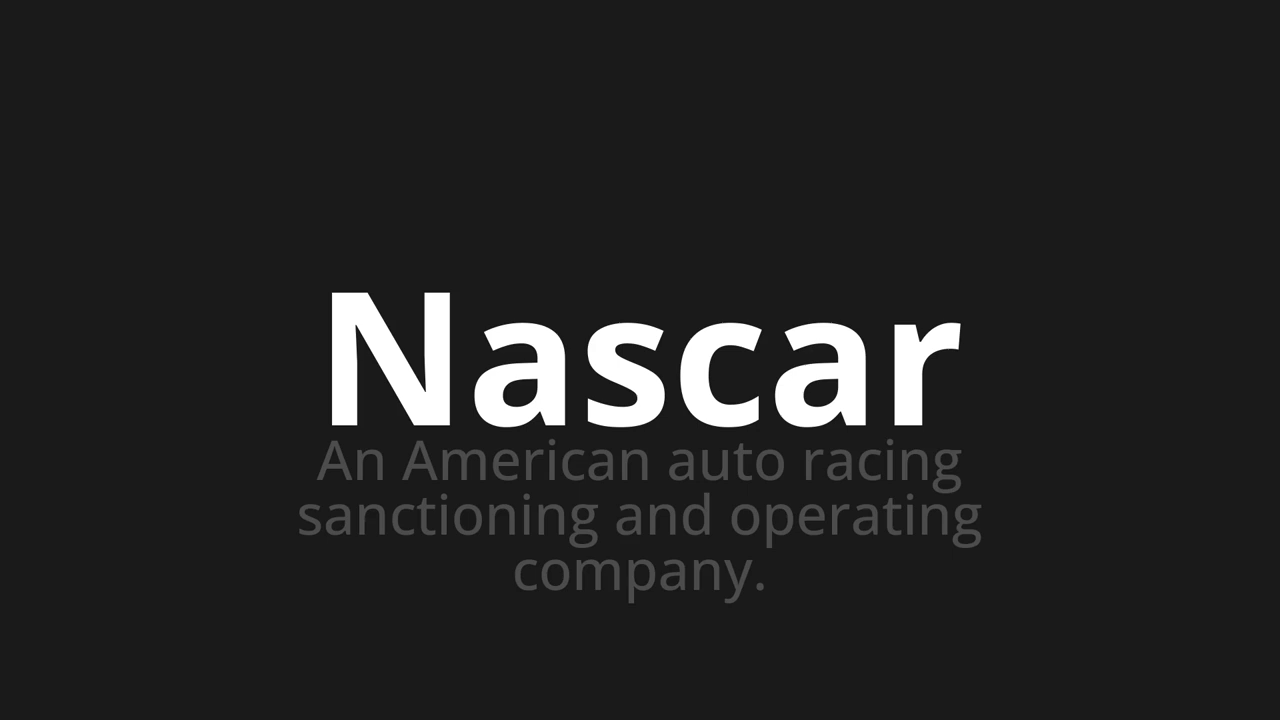 Nascar
An American auto racing
sanctioning and operating
company.